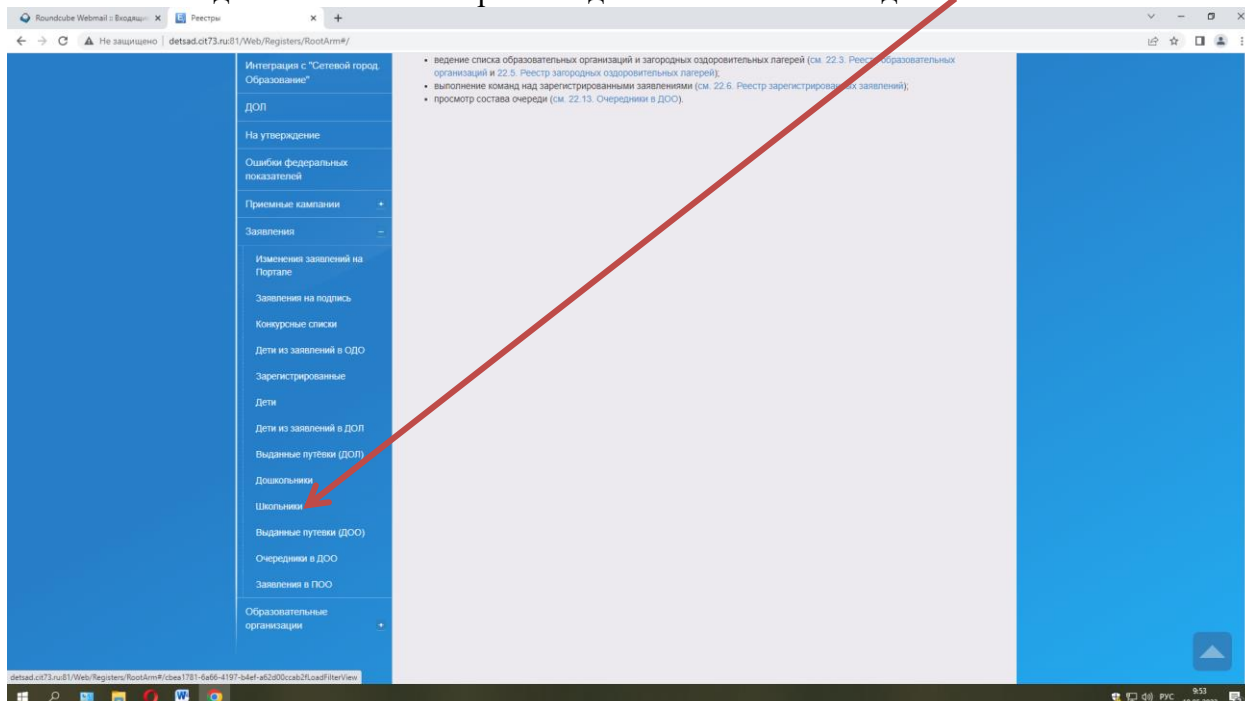 Roundcube Webmail :: Входящи
Реестры
Не защищено | detsad.cit73.ru:81/Web/Registers/RootArm#/
Интеграция с "Сетевой город.
Образование"
ДОЛ
На утверждение
Ошибки федеральных
показателей
Приемные кампании +
Заявления –
Изменения заявлений на
Портале
Заявления на подпись
Конкурсные списки
Дети из заявлений в ОДО
Зарегистрированные
Дети
Дети из заявлений в ДОЛ
Выданные путёвки (ДОЛ)
Дошкольники
Школьники
Выданные путевки (ДОО)
Очередники в ДОО
Заявления в ПОО
Образовательные
организации +
• ведение списка образовательных организаций и загородных оздоровительных лагерей (см. 22.3. Реестр образовательных
организаций и 22.5. Реестр загородных оздоровительных лагерей);
• выполнение команд над зарегистрированными заявлениями (см. 22.6. Реестр зарегистрированных заявлений);
• просмотр состава очереди (см. 22.13. Очередники в ДОО).
detsad.cit73.ru:81/Web/Registers/RootArm#/cbea1781-6a66-4197-b4ef-a62d00ccab2fLoadFilterView
РУС 9:53